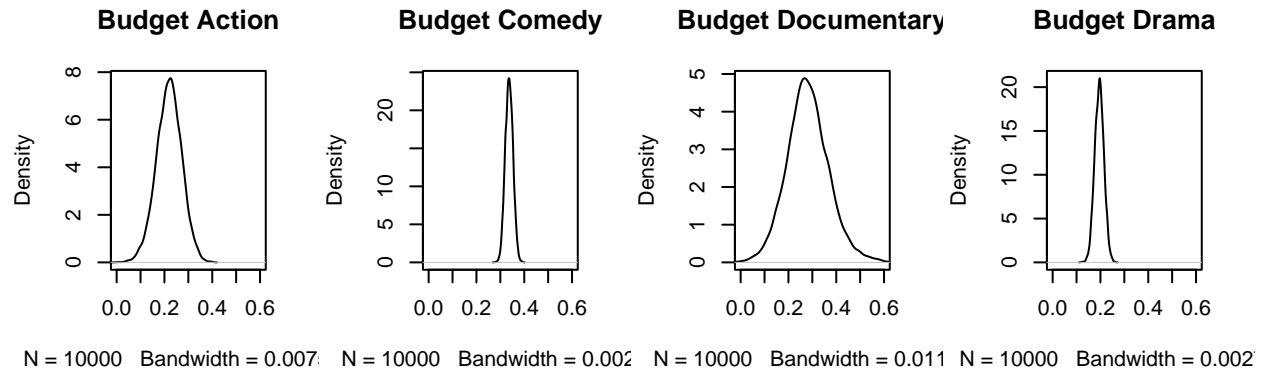 Budget Action
Density
0 2 4 6 8
0.0 0.2 0.4 0.6
N = 10000 Bandwidth = 0.007
Budget Comedy
Density
0 5 10 20
0.0 0.2 0.4 0.6
N = 10000 Bandwidth = 0.002
Budget Documentary
Density
0 1 2 3 4 5
0.0 0.2 0.4 0.6
N = 10000 Bandwidth = 0.011
Budget Drama
Density
0 5 10 15 20
0.0 0.2 0.4 0.6
N = 10000 Bandwidth = 0.002